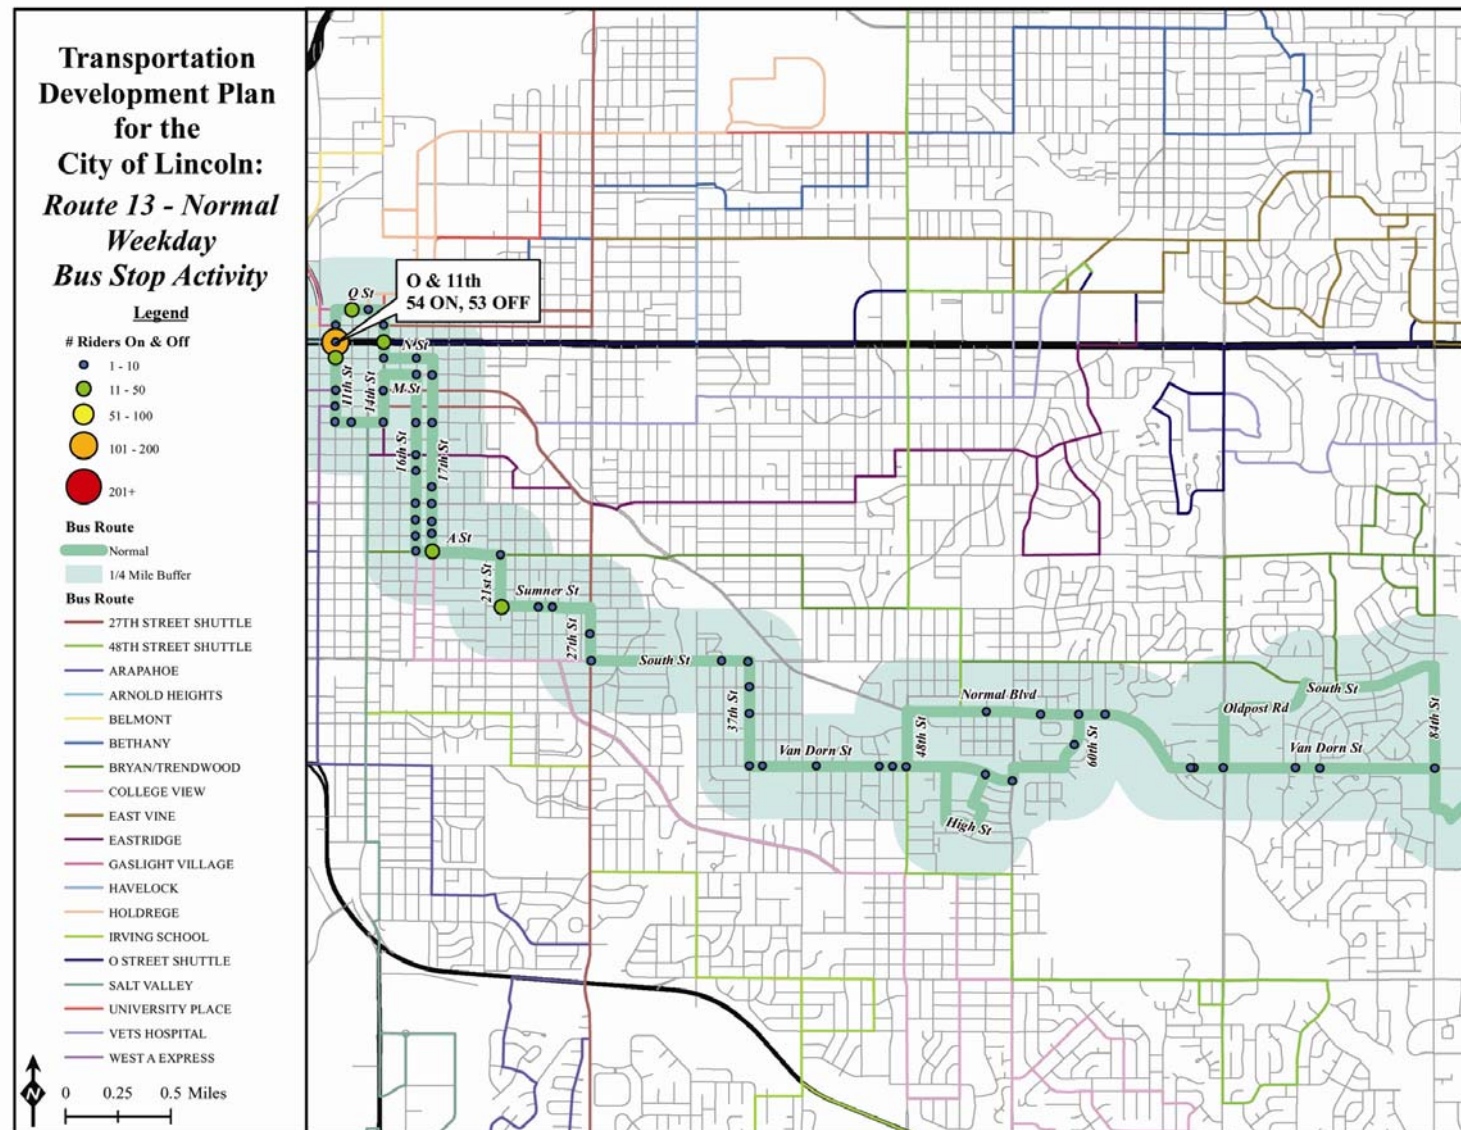 Transportation
Development Plan
for the
City of Lincoln:
Route 13 - Normal
Weekday
Bus Stop Activity
Legend
# Riders On & Off
1 - 10
11 - 50
51 - 100
101 - 200
201+
Bus Route
Normal
1/4 Mile Buffer
Bus Route
27TH STREET SHUTTLE
48TH STREET SHUTTLE
ARAPAHOE
ARNOLD HEIGHTS
BELMONT
BETHANY
BRYAN/TRENDWOOD
COLLEGE VIEW
EAST VINE
EASTRIDGE
GASLIGHT VILLAGE
HAVELOCK
HOLDREGE
IRVING SCHOOL
O STREET SHUTTLE
SALT VALLEY
UNIVERSITY PLACE
VETS HOSPITAL
WEST A EXPRESS
N
0 0.25 0.5 Miles
O & 11th
54 ON, 53 OFF
Q St
N St
M St
11th St
14th St
16th St
17th St
A St
21st St
Sumner St
27th St
South St
37th St
Van Dorn St
48th St
Normal Blvd
60th St
High St
Oldpost Rd
South St
Van Dorn St
84th St